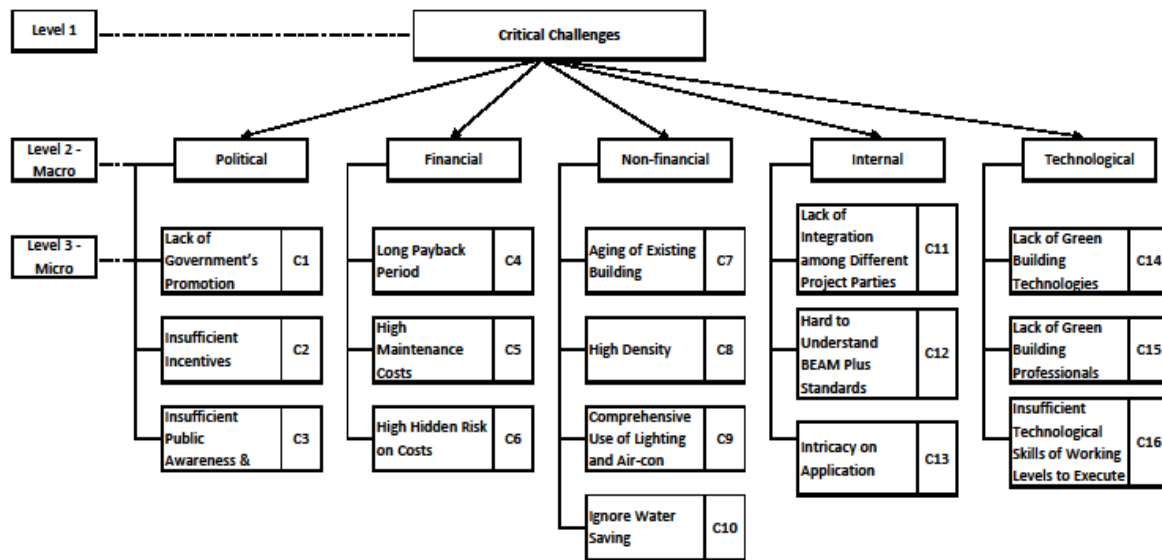 Level 1
Critical Challenges
Level 2 -
Macro
Political
Financial
Non-financial
Internal
Technological
Level 3 -
Micro
Lack of
Government's
Promotion
C1
Insufficient
Incentives
C2
Insufficient
Public
Awareness &
C3
Long Payback
Period
C4
High
Maintenance
Costs
C5
High Hidden Risk
on Costs
C6
Aging of Existing
Building
C7
High Density
C8
Comprehensive
Use of Lighting
and Air-con
C9
Ignore Water
Saving
C10
Lack of
Integration
among Different
Project Parties
C11
Hard to
Understand
BEAM Plus
Standards
C12
Intricacy on
Application
C13
Lack of Green
Building
Technologies
C14
Lack of Green
Building
Professionals
C15
Insufficient
Technological
Skills of Working
Levels to Execute
C16